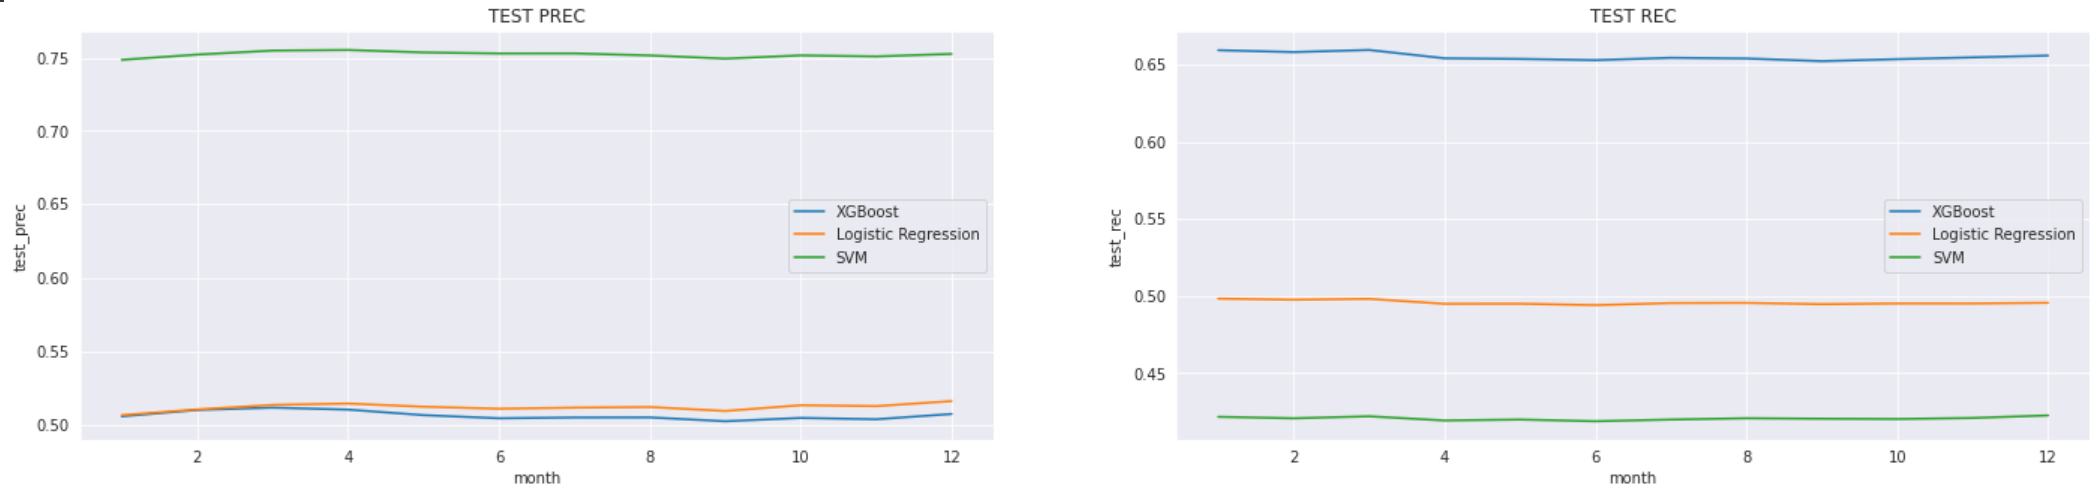 TEST PREC
0.75
0.70
0.65
0.60
0.55
0.50
test_prec
2 4 6 8 10 12
month
XGBoost
Logistic Regression
SVM
TEST REC
0.65
0.60
0.55
0.50
0.45
test_rec
2 4 6 8 10 12
month
XGBoost
Logistic Regression
SVM